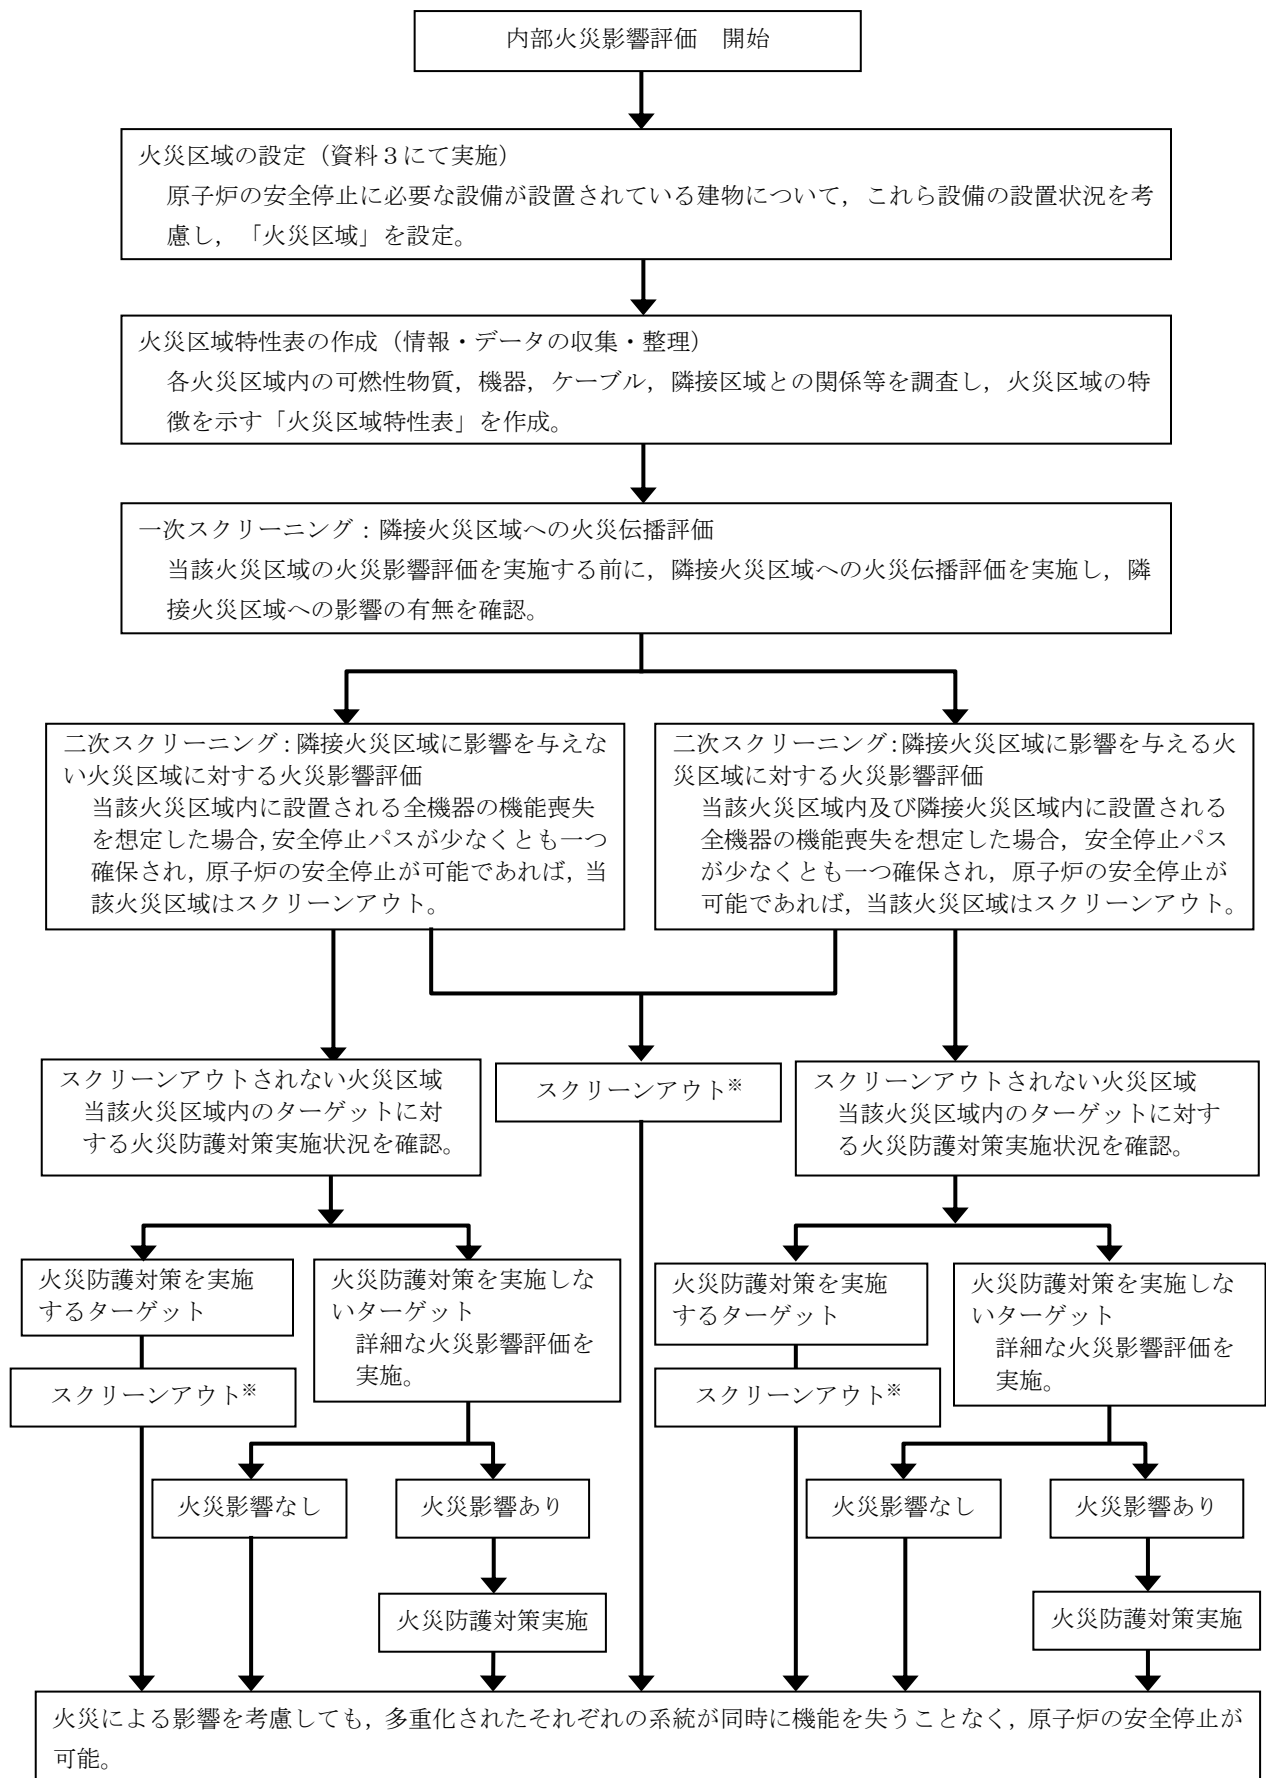 内部火災影響評価　開始
火災区域の設定（資料３にて実施）
原子炉の安全停止に必要な設備が設置されている建物について，これら設備の設置状況を考
慮し，「火災区域」を設定。
火災区域特性表の作成（情報・データの収集・整理）
各火災区域内の可燃性物質，機器，ケーブル，隣接区域との関係等を調査し，火災区域の特
徴を示す「火災区域特性表」を作成。
一次スクリーニング：隣接火災区域への火災伝播評価
当該火災区域の火災影響評価を実施する前に，隣接火災区域への火災伝播評価を実施し，隣
接火災区域への影響の有無を確認。
二次スクリーニング：隣接火災区域に影響を与えな
い火災区域に対する火災影響評価
当該火災区域内に設置される全機器の機能喪失
を想定した場合，安全停止パスが少なくとも一つ
確保され，原子炉の安全停止が可能であれば，当
該火災区域はスクリーンアウト。
二次スクリーニング：隣接火災区域に影響を与える火
災区域に対する火災影響評価
当該火災区域内及び隣接火災区域内に設置される
全機器の機能喪失を想定した場合，安全停止パス
が少なくとも一つ確保され，原子炉の安全停止が
可能であれば，当該火災区域はスクリーンアウト。
スクリーンアウトされない火災区域
当該火災区域内のターゲットに対
する火災防護対策実施状況を確認。
スクリーンアウト※
スクリーンアウトされない火災区域
当該火災区域内のターゲットに対す
る火災防護対策実施状況を確認。
火災防護対策を実施
するターゲット
火災防護対策を実施しな
いターゲット
詳細な火災影響評価を
実施。
火災防護対策を実施
するターゲット
火災防護対策を実施しな
いターゲット
詳細な火災影響評価を
実施。
スクリーンアウト※
スクリーンアウト※
火災影響なし
火災影響あり
火災影響なし
火災影響あり
火災防護対策実施
火災防護対策実施
火災による影響を考慮しても，多重化されたそれぞれの系統が同時に機能を失うことなく，原子炉の安全停止が
可能。